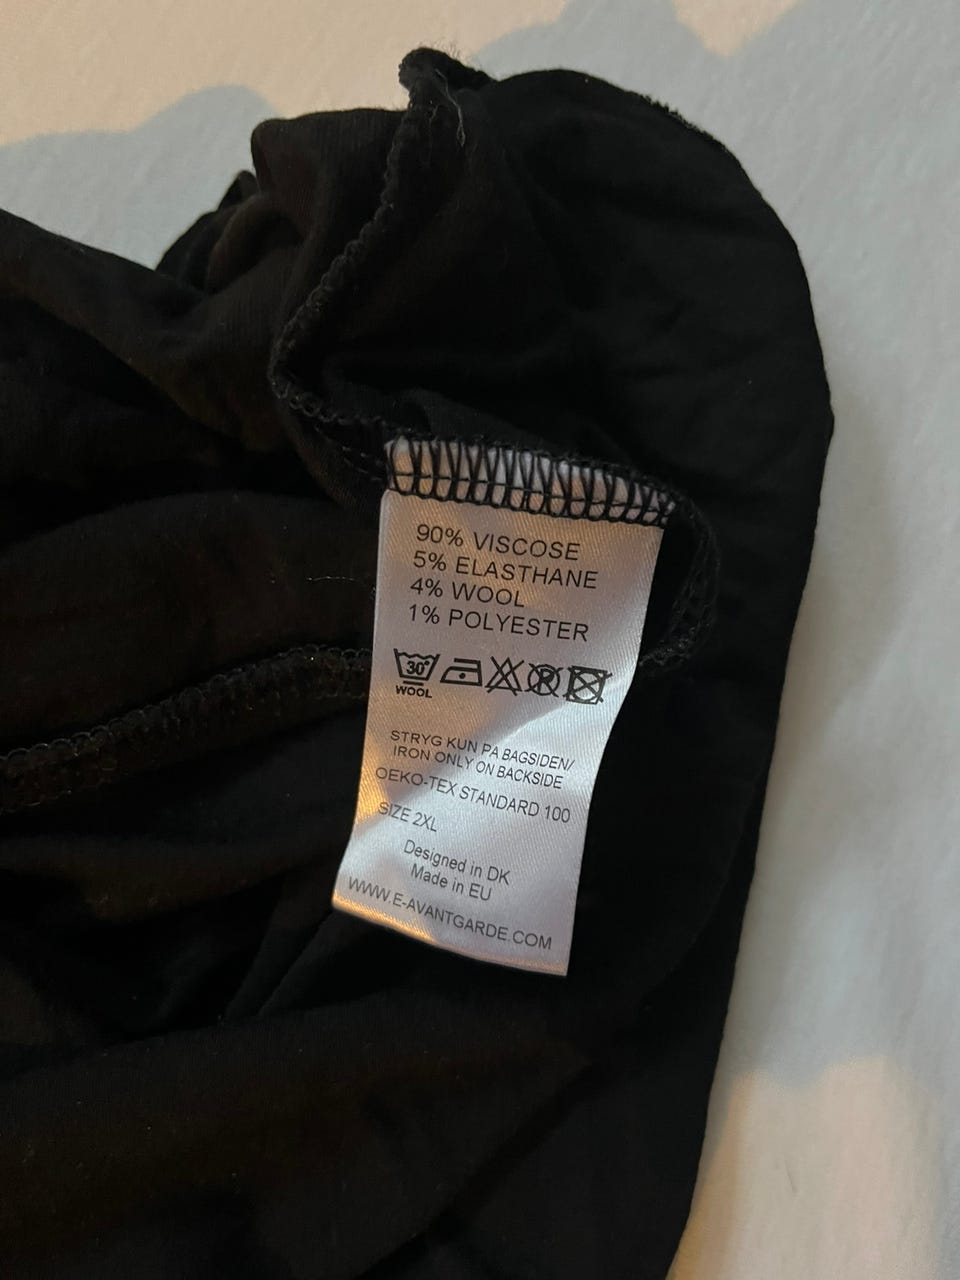 90% VISCOSE
5% ELASTHANE
4% WOOL
1% POLYESTER
30°
WOOL
STRYG KUN PA BAGSIDEN/
IRON ONLY ON BACKSIDE
OEKO-TEX STANDARD 100
SIZE 2XL
Designed in DK
Made in EU
WWW.E-AVANTGARDE.COM